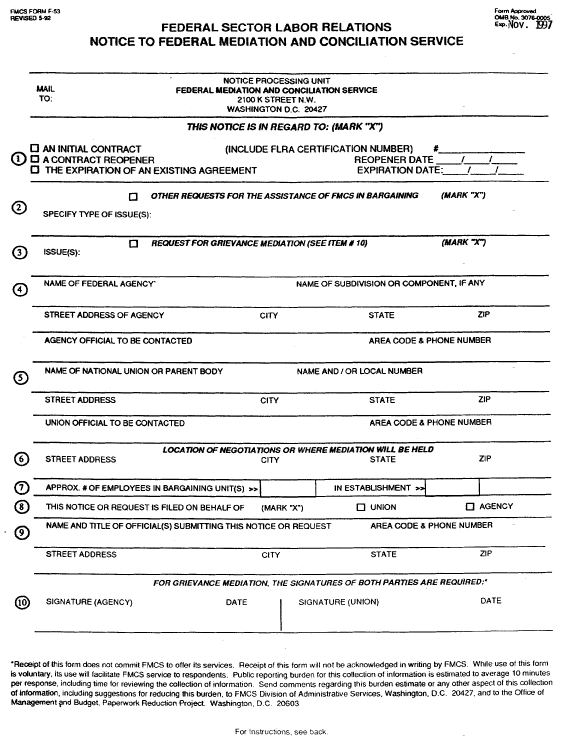 FMCS FORM F-53
REVISED 5-92
Form Approved
OMB No. 3076-0005
Exp. Nov. 1997
FEDERAL SECTOR LABOR RELATIONS
NOTICE TO FEDERAL MEDIATION AND CONCILIATION SERVICE
MAIL
TO:
NOTICE PROCESSING UNIT
FEDERAL MEDIATION AND CONCILIATION SERVICE
2100 K STREET N.W.
WASHINGTON D.C. 20427
THIS NOTICE IS IN REGARD TO: (MARK "X")
1
AN INITIAL CONTRACT (INCLUDE FLRA CERTIFICATION NUMBER) #
A CONTRACT REOPENER REOPENER DATE / /
THE EXPIRATION OF AN EXISTING AGREEMENT EXPIRATION DATE: / /
2
OTHER REQUESTS FOR THE ASSISTANCE OF FMCS IN BARGAINING (MARK "X")
SPECIFY TYPE OF ISSUE(S):
3
REQUEST FOR GRIEVANCE MEDIATION (SEE ITEM # 10) (MARK "X")
ISSUE(S):
4
NAME OF FEDERAL AGENCY NAME OF SUBDIVISION OR COMPONENT, IF ANY
STREET ADDRESS OF AGENCY CITY STATE ZIP
AGENCY OFFICIAL TO BE CONTACTED AREA CODE & PHONE NUMBER
5
NAME OF NATIONAL UNION OR PARENT BODY NAME AND / OR LOCAL NUMBER
STREET ADDRESS CITY STATE ZIP
UNION OFFICIAL TO BE CONTACTED AREA CODE & PHONE NUMBER
6
LOCATION OF NEGOTIATIONS OR WHERE MEDIATION WILL BE HELD
STREET ADDRESS CITY STATE ZIP
7 APPROX. # OF EMPLOYEES IN BARGAINING UNIT(S) >> IN ESTABLISHMENT >>
8 THIS NOTICE OR REQUEST IS FILED ON BEHALF OF (MARK "X") UNION AGENCY
9 NAME AND TITLE OF OFFICIAL(S) SUBMITTING THIS NOTICE OR REQUEST AREA CODE & PHONE NUMBER
STREET ADDRESS CITY STATE ZIP
FOR GRIEVANCE MEDIATION, THE SIGNATURES OF BOTH PARTIES ARE REQUIRED:*
10 SIGNATURE (AGENCY) DATE SIGNATURE (UNION) DATE
*Receipt of this form does not commit FMCS to offer its services. Receipt of this form will not be acknowledged in writing by FMCS. While use of this form
is voluntary, its use will facilitate FMCS service to respondents. Public reporting burden for this collection of information is estimated to average 10 minutes
per response, including time for reviewing the collection of information. Send comments regarding this burden estimate or any other aspect of this collection
of information, including suggestions for reducing this burden, to FMCS Division of Administrative Services, Washington, D.C. 20427, and to the Office of
Management and Budget, Paperwork Reduction Project. Washington, D.C. 20603
For Instructions, see back.